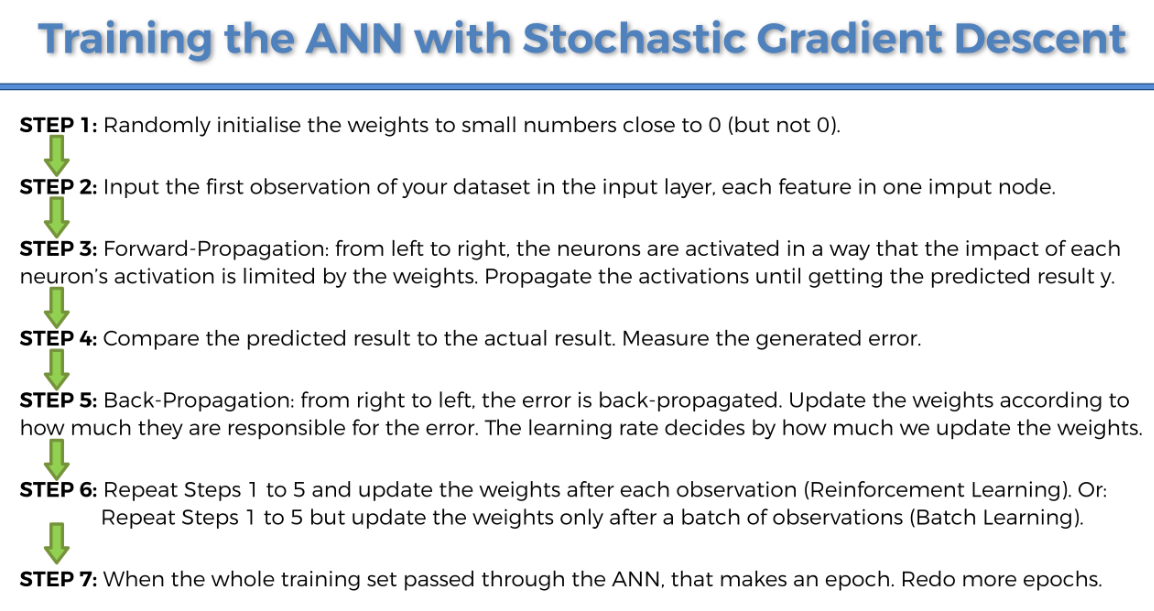 Training the ANN with Stochastic Gradient Descent
STEP 1: Randomly initialise the weights to small numbers close to 0 (but not 0).
STEP 2: Input the first observation of your dataset in the input layer, each feature in one imput node.
STEP 3: Forward-Propagation: from left to right, the neurons are activated in a way that the impact of each
neuron's activation is limited by the weights. Propagate the activations until getting the predicted result y.
STEP 4: Compare the predicted result to the actual result. Measure the generated error.
STEP 5: Back-Propagation: from right to left, the error is back-propagated. Update the weights according to
how much they are responsible for the error. The learning rate decides by how much we update the weights.
STEP 6: Repeat Steps 1 to 5 and update the weights after each observation (Reinforcement Learning). Or:
Repeat Steps 1 to 5 but update the weights only after a batch of observations (Batch Learning).
STEP 7: When the whole training set passed through the ANN, that makes an epoch. Redo more epochs.